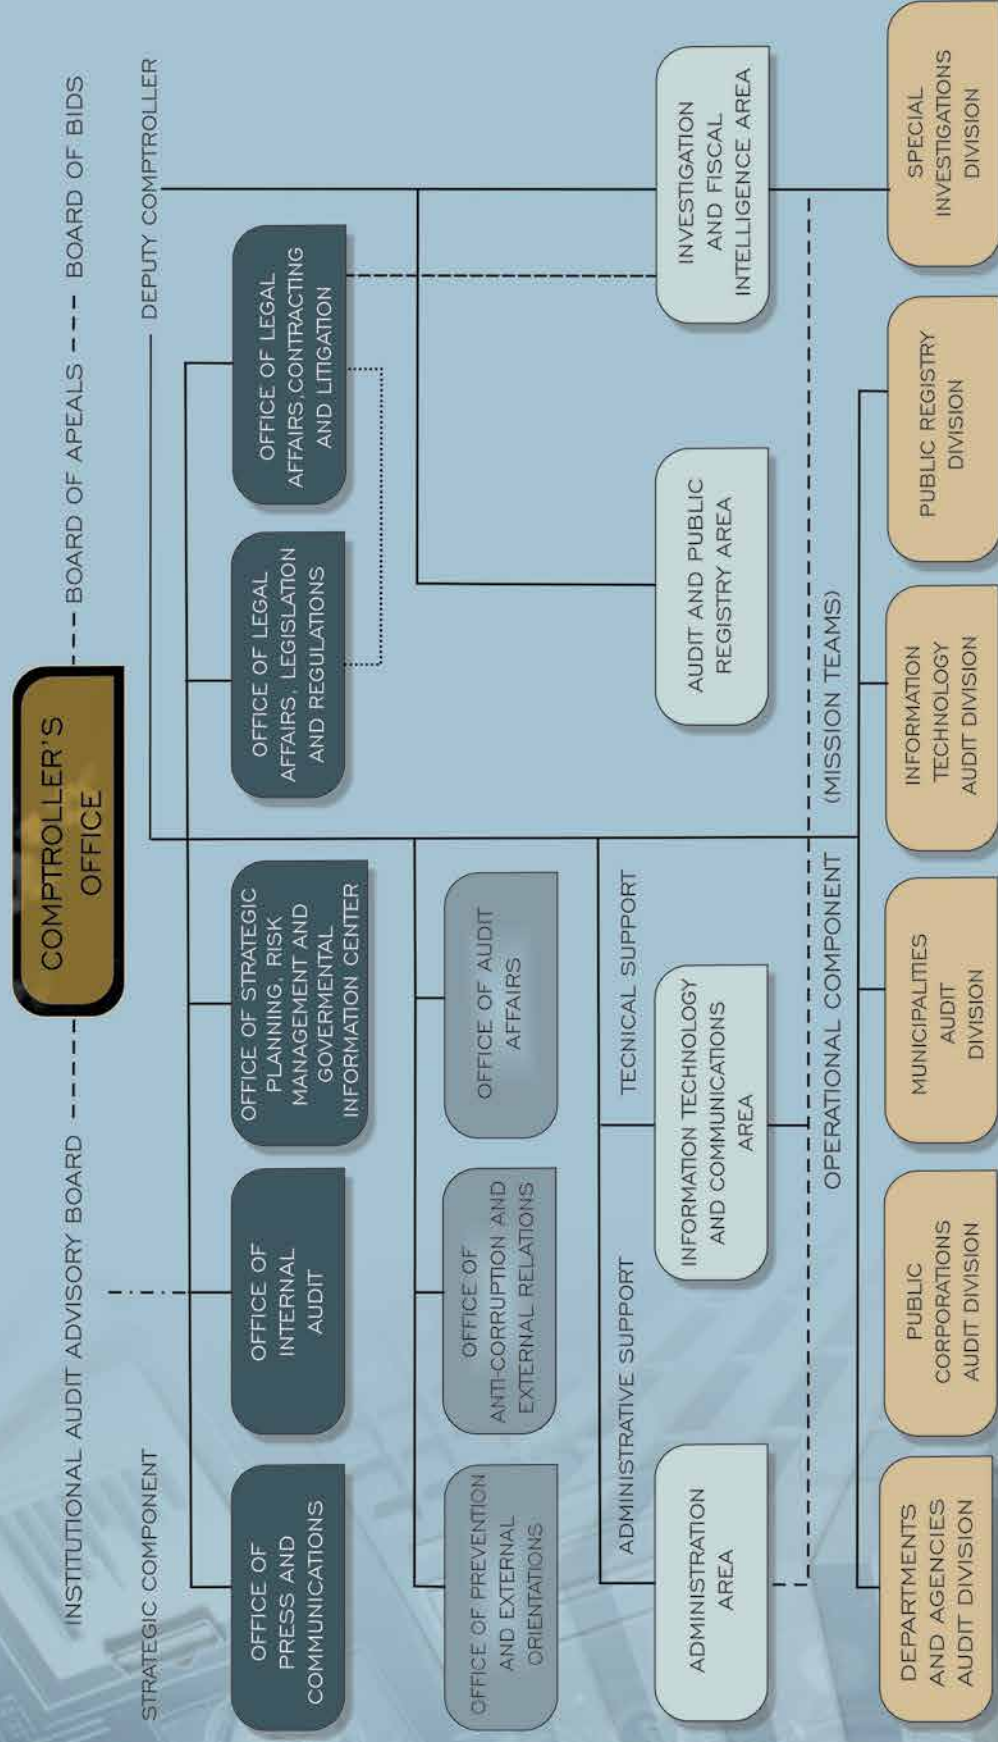 COMPTROLLER'S
OFFICE
INSTITUTIONAL AUDIT ADVISORY BOARD
BOARD OF APEALS
BOARD OF BIDS
STRATEGIC COMPONENT
DEPUTY COMPTROLLER
OFFICE OF
PRESS AND
COMMUNICATIONS
OFFICE OF
INTERNAL
AUDIT
OFFICE OF STRATEGIC
PLANNING, RISK
MANAGEMENT AND
GOVERMENTAL
INFORMATION CENTER
OFFICE OF LEGAL
AFFAIRS, LEGISLATION
AND REGULATIONS
OFFICE OF LEGAL
AFFAIRS,CONTRACTING
AND LITIGATION
OFFICE OF PREVENTION
AND EXTERNAL
ORIENTATIONS
OFFICE OF
ANTI-CORRUPTION AND
EXTERNAL RELATIONS
OFFICE OF AUDIT
AFFAIRS
ADMINISTRATIVE SUPPORT
TECNICAL SUPPORT
ADMINISTRATION
AREA
INFORMATION TECHNOLOGY
AND COMMUNICATIONS
AREA
AUDIT AND PUBLIC
REGISTRY AREA
INVESTIGATION
AND FISCAL
INTELLIGENCE AREA
OPERATIONAL COMPONENT
(MISSION TEAMS)
DEPARTMENTS
AND AGENCIES
AUDIT DIVISION
PUBLIC
CORPORATIONS
AUDIT DIVISION
MUNICIPALITIES
AUDIT
DIVISION
INFORMATION
TECHNOLOGY
AUDIT DIVISION
PUBLIC REGISTRY
DIVISION
SPECIAL
INVESTIGATIONS
DIVISION